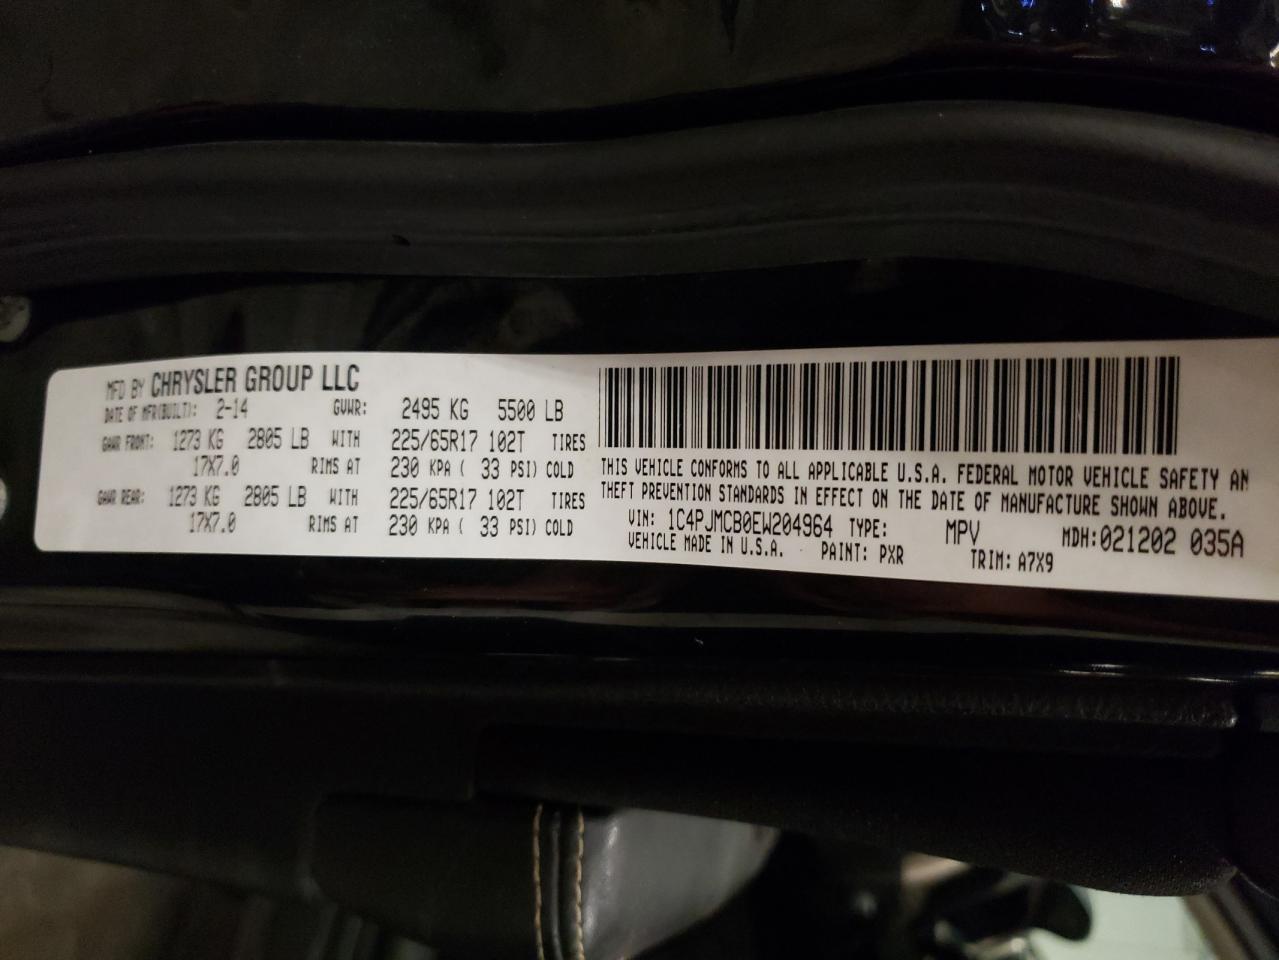 MFD BY CHRYSLER GROUP LLC
DATE OF MFR(BUILT): 2-14 GVWR: 2495 KG 5500 LB
GAWR FRONT: 1273 KG 2805 LB WITH 225/65R17 102T TIRES
17X7.0 RIMS AT 230 KPA ( 33 PSI) COLD
GAWR REAR: 1273 KG 2805 LB WITH 225/65R17 102T TIRES
17X7.0 RIMS AT 230 KPA ( 33 PSI) COLD
THIS VEHICLE CONFORMS TO ALL APPLICABLE U.S.A. FEDERAL MOTOR VEHICLE SAFETY AN
THEFT PREVENTION STANDARDS IN EFFECT ON THE DATE OF MANUFACTURE SHOWN ABOVE.
VIN: 1C4PJMCB0EW204964 TYPE: MPV MDH:021202 035A
VEHICLE MADE IN U.S.A. PAINT: PXR TRIM: A7X9